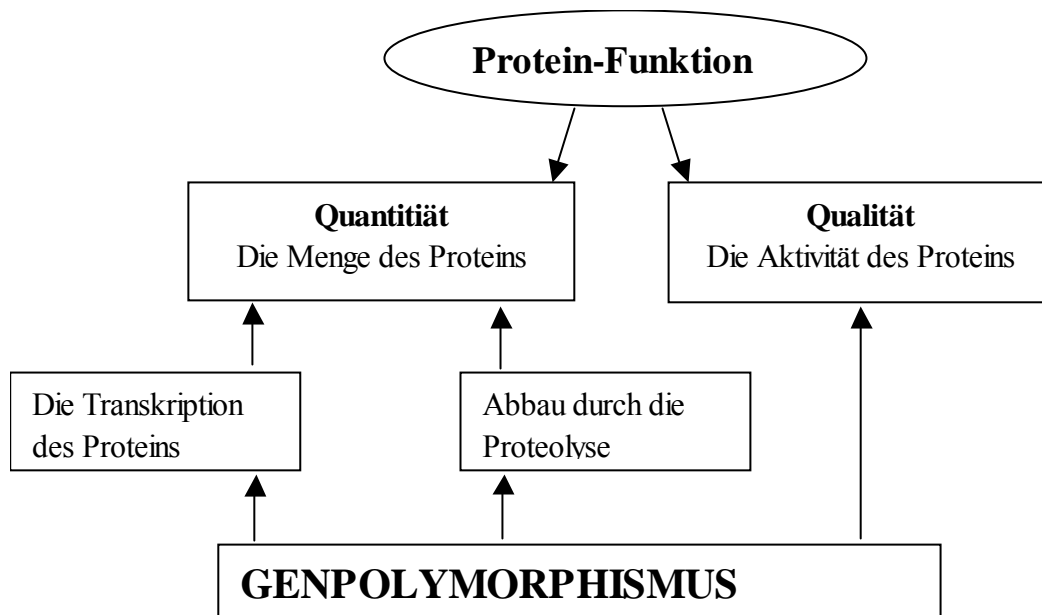 Protein-Funktion
Quantitiät
Die Menge des Proteins
Qualität
Die Aktivität des Proteins
Die Transkription
des Proteins
Abbau durch die
Proteolyse
GENPOLYMORPHISMUS